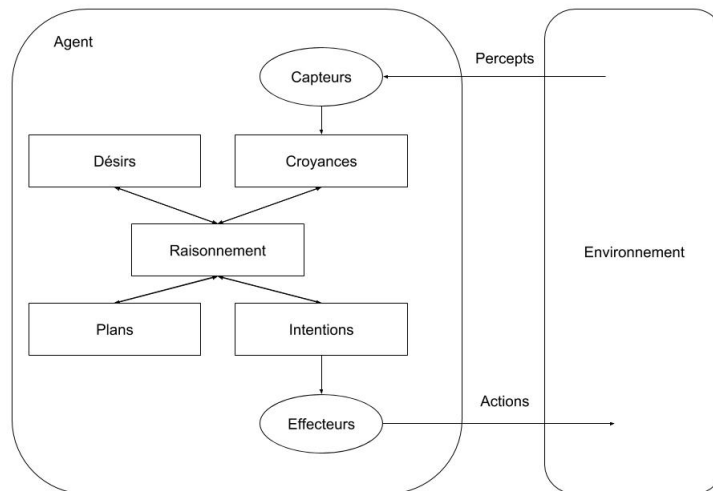 Agent
Percepts
Capteurs
Désirs
Croyances
Raisonnement
Environnement
Plans
Intentions
Actions
Effecteurs